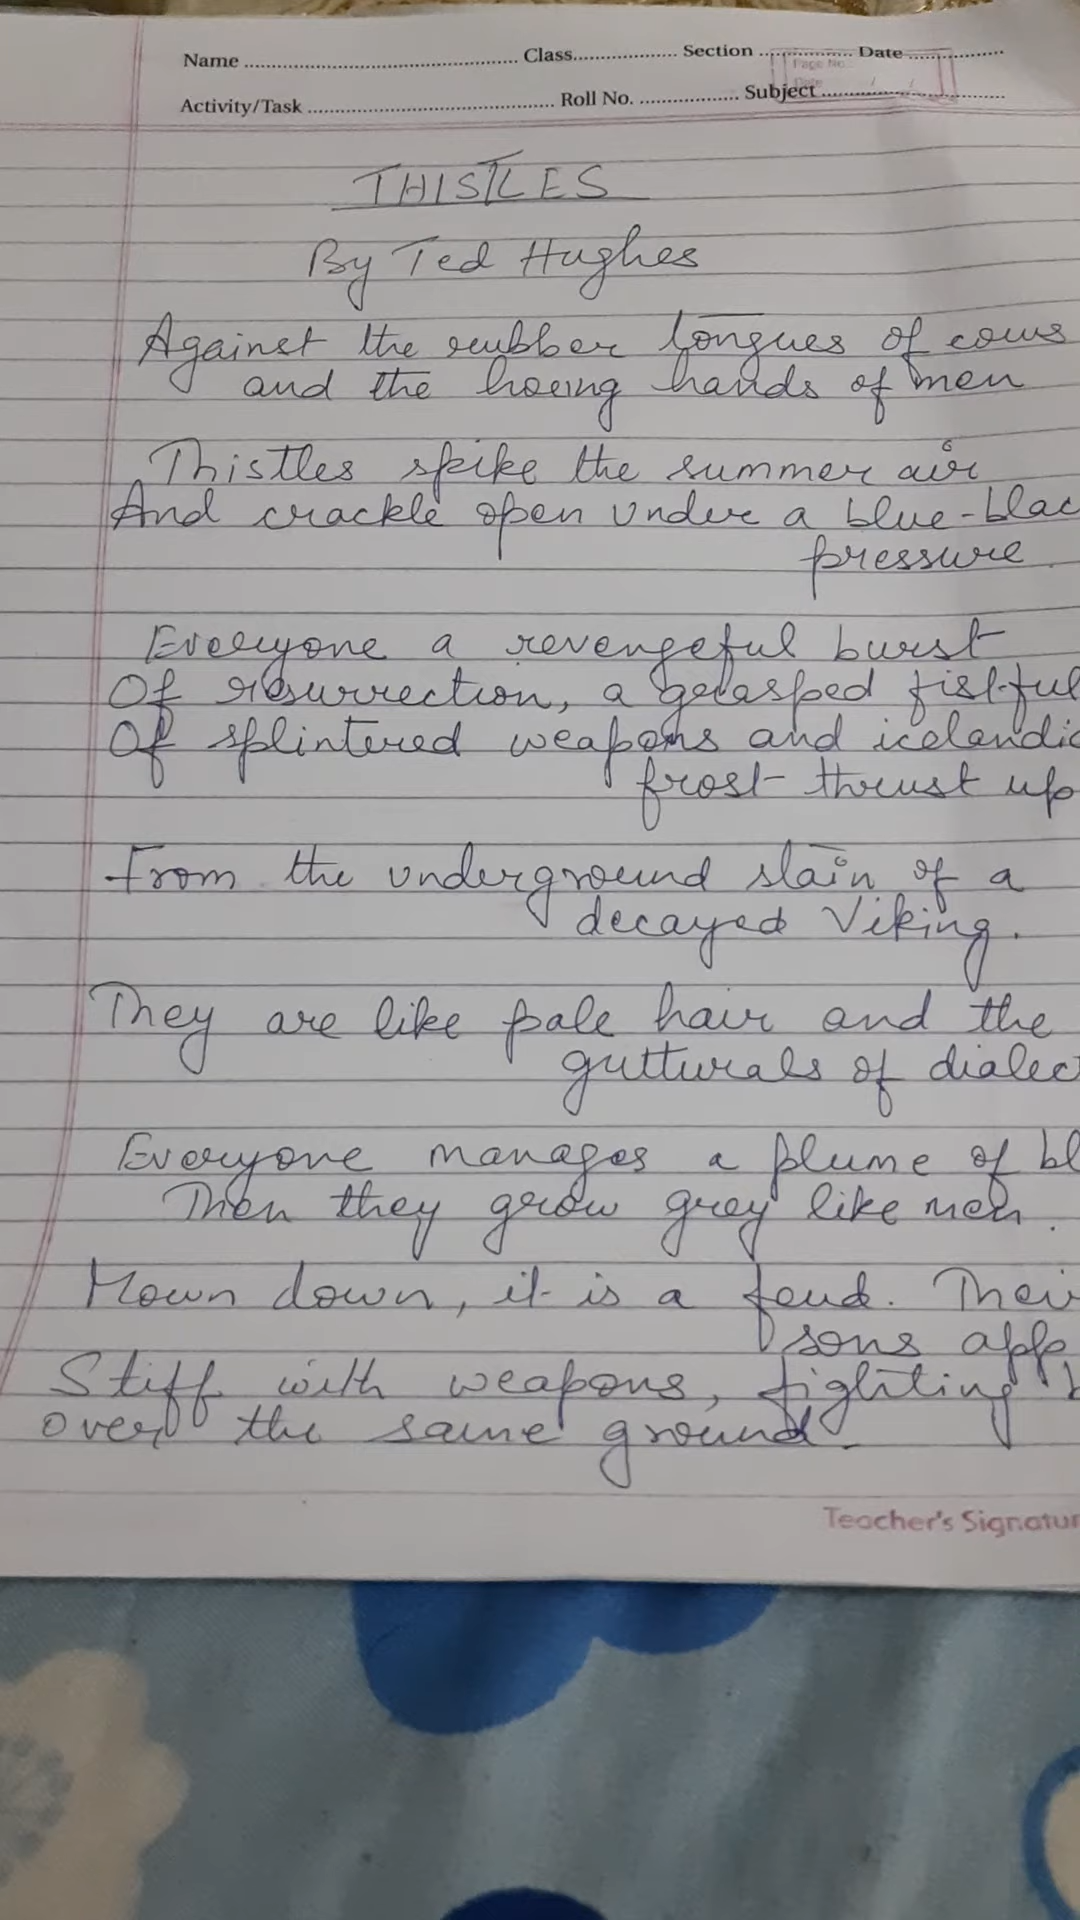 Name ........ Class........ Section ........ Date ........
Page No.
Date / /
Activity/Task ........ Roll No. ........ Subject ........
THISTLES
By Ted Hughes
Against the rubber tongues of cows
and the hoeing hands of men
Thistles spike the summer air
And crackle open under a blue-blac
pressure.
Everyone a revengeful burst
Of resurrection, a grasped fistful
Of splintered weapons and icelandic
frost thrust up
From the underground stain of a
decayed Viking.
They are like pale hair and the
gutturals of dialec
Everyone manages a plume of bl
Then they grow grey like men.
Mown down, it is a feud. Their
sons app
Stiff with weapons, fighting b
over the same ground.
Teacher's Signatur